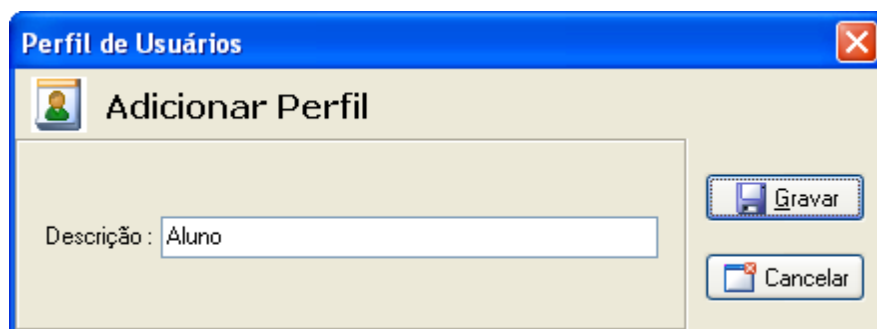 Perfil de Usuários
Adicionar Perfil
Descrição : Aluno
Gravar
Cancelar